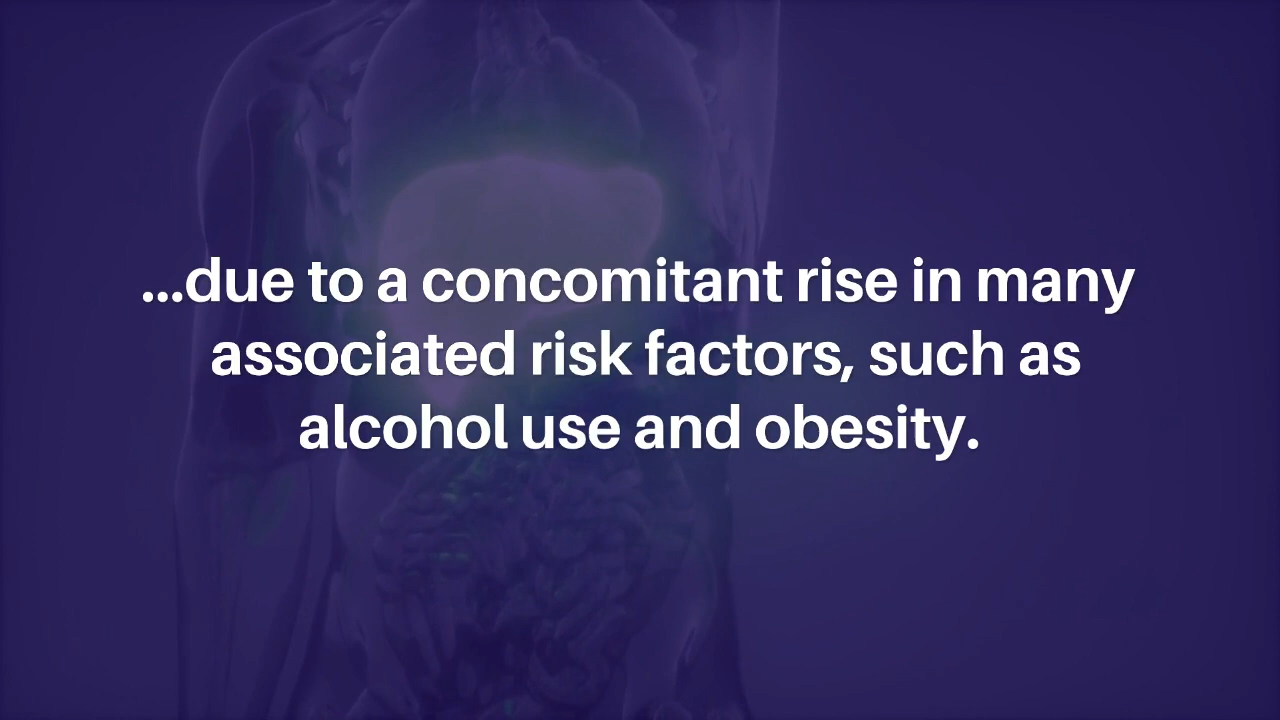 ...due to a concomitant rise in many
associated risk factors, such as
alcohol use and obesity.